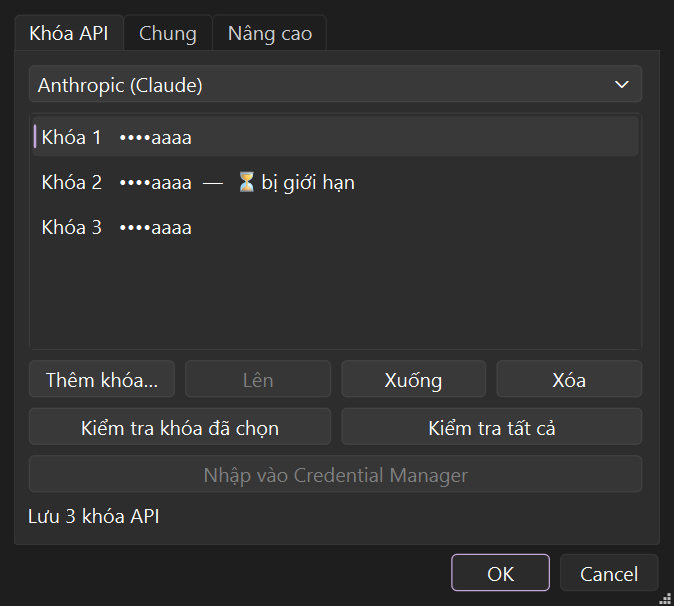 Khóa API Chung Nâng cao
Anthropic (Claude)
Khóa 1 ••••aaaa
Khóa 2 ••••aaaa — ⏳ bị giới hạn
Khóa 3 ••••aaaa
Thêm khóa... Lên Xuống Xóa
Kiểm tra khóa đã chọn Kiểm tra tất cả
Nhập vào Credential Manager
Lưu 3 khóa API
OK Cancel